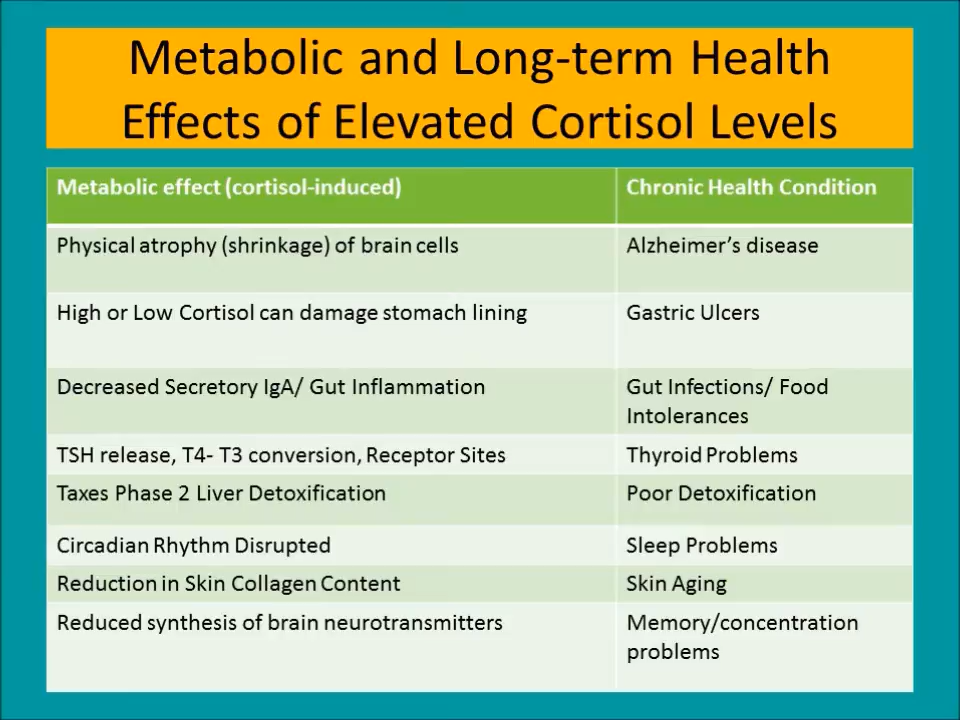 Metabolic and Long-term Health
Effects of Elevated Cortisol Levels
Metabolic effect (cortisol-induced)
Chronic Health Condition
Physical atrophy (shrinkage) of brain cells
Alzheimer’s disease
High or Low Cortisol can damage stomach lining
Gastric Ulcers
Decreased Secretory IgA/ Gut Inflammation
Gut Infections/ Food
Intolerances
TSH release, T4- T3 conversion, Receptor Sites
Thyroid Problems
Taxes Phase 2 Liver Detoxification
Poor Detoxification
Circadian Rhythm Disrupted
Sleep Problems
Reduction in Skin Collagen Content
Skin Aging
Reduced synthesis of brain neurotransmitters
Memory/concentration
problems